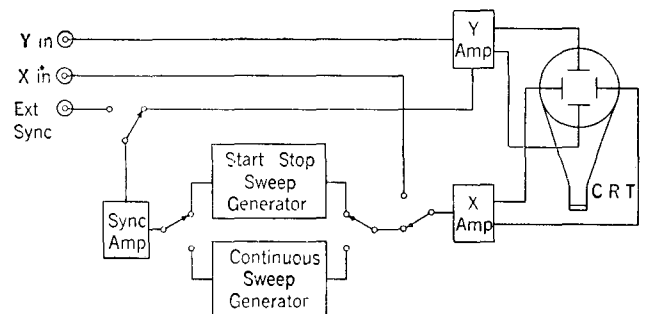 Y in
X in
Ext
Sync
Y
Amp
Start Stop
Sweep
Generator
Sync
Amp
Continuous
Sweep
Generator
X
Amp
CRT